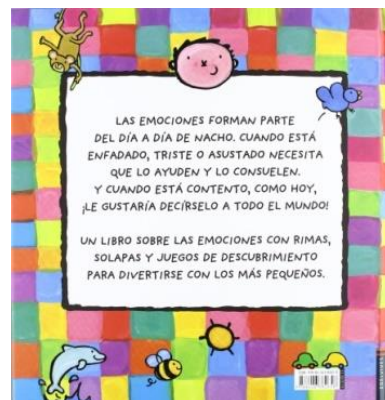 LAS EMOCIONES FORMAN PARTE
DEL DÍA A DÍA DE NACHO. CUANDO ESTÁ
ENFADADO, TRISTE O ASUSTADO NECESITA
QUE LO AYUDEN Y LO CONSUELEN.
Y CUANDO ESTÁ CONTENTO, COMO HOY,
¡LE GUSTARÍA DECÍRSELO A TODO EL MUNDO!
UN LIBRO SOBRE LAS EMOCIONES CON RIMAS,
SOLAPAS Y JUEGOS DE DESCUBRIMIENTO
PARA DIVERTIRSE CON LOS MÁS PEQUEÑOS.